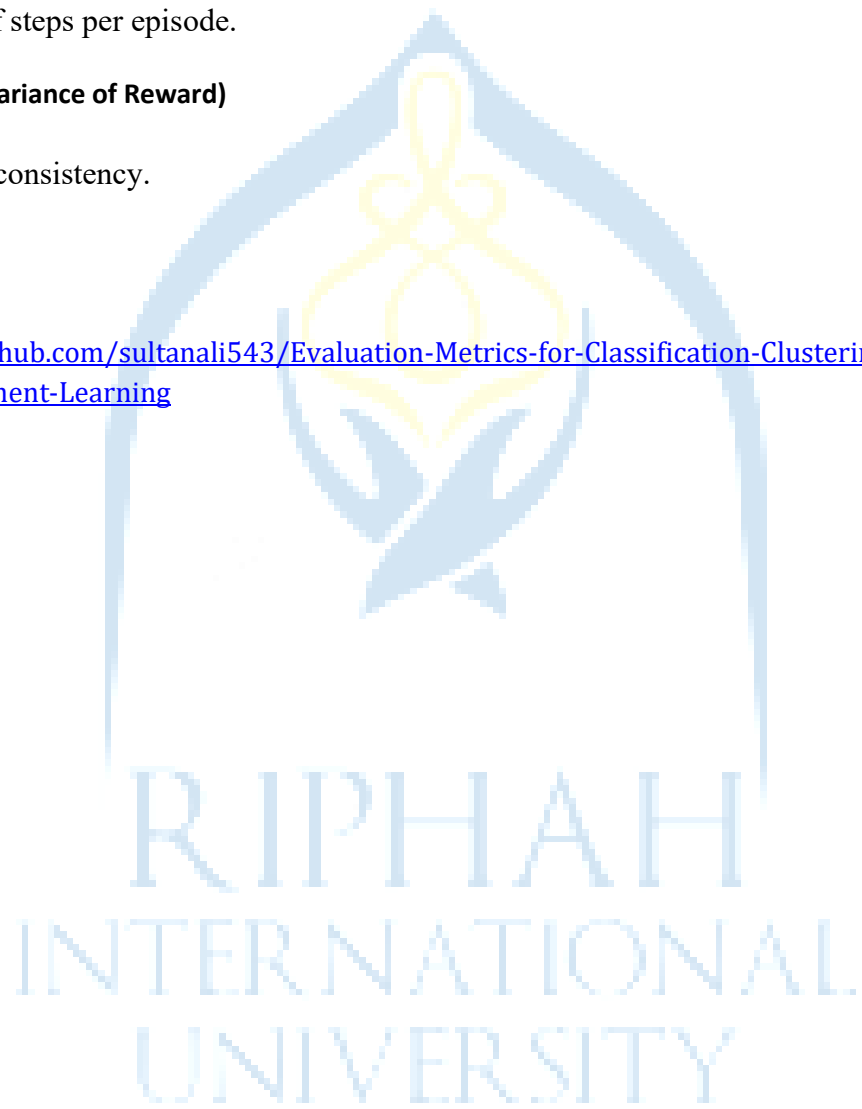 f steps per episode.
ariance of Reward)
consistency.
hub.com/sultanali543/Evaluation-Metrics-for-Classification-Clusterin
ment-Learning
RIPHAH
INTERNATIONAL
UNIVERSITY